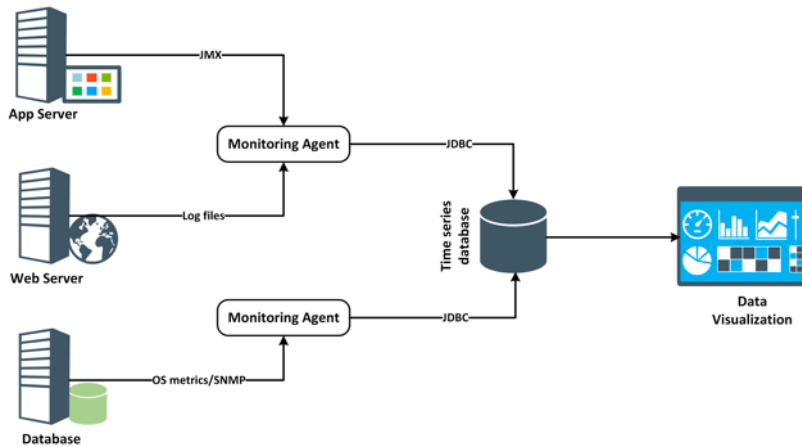 JMX
App Server
Monitoring Agent
JDBC
Log files
Web Server
Time series
database
Monitoring Agent
JDBC
Data
Visualization
OS metrics/SNMP
Database